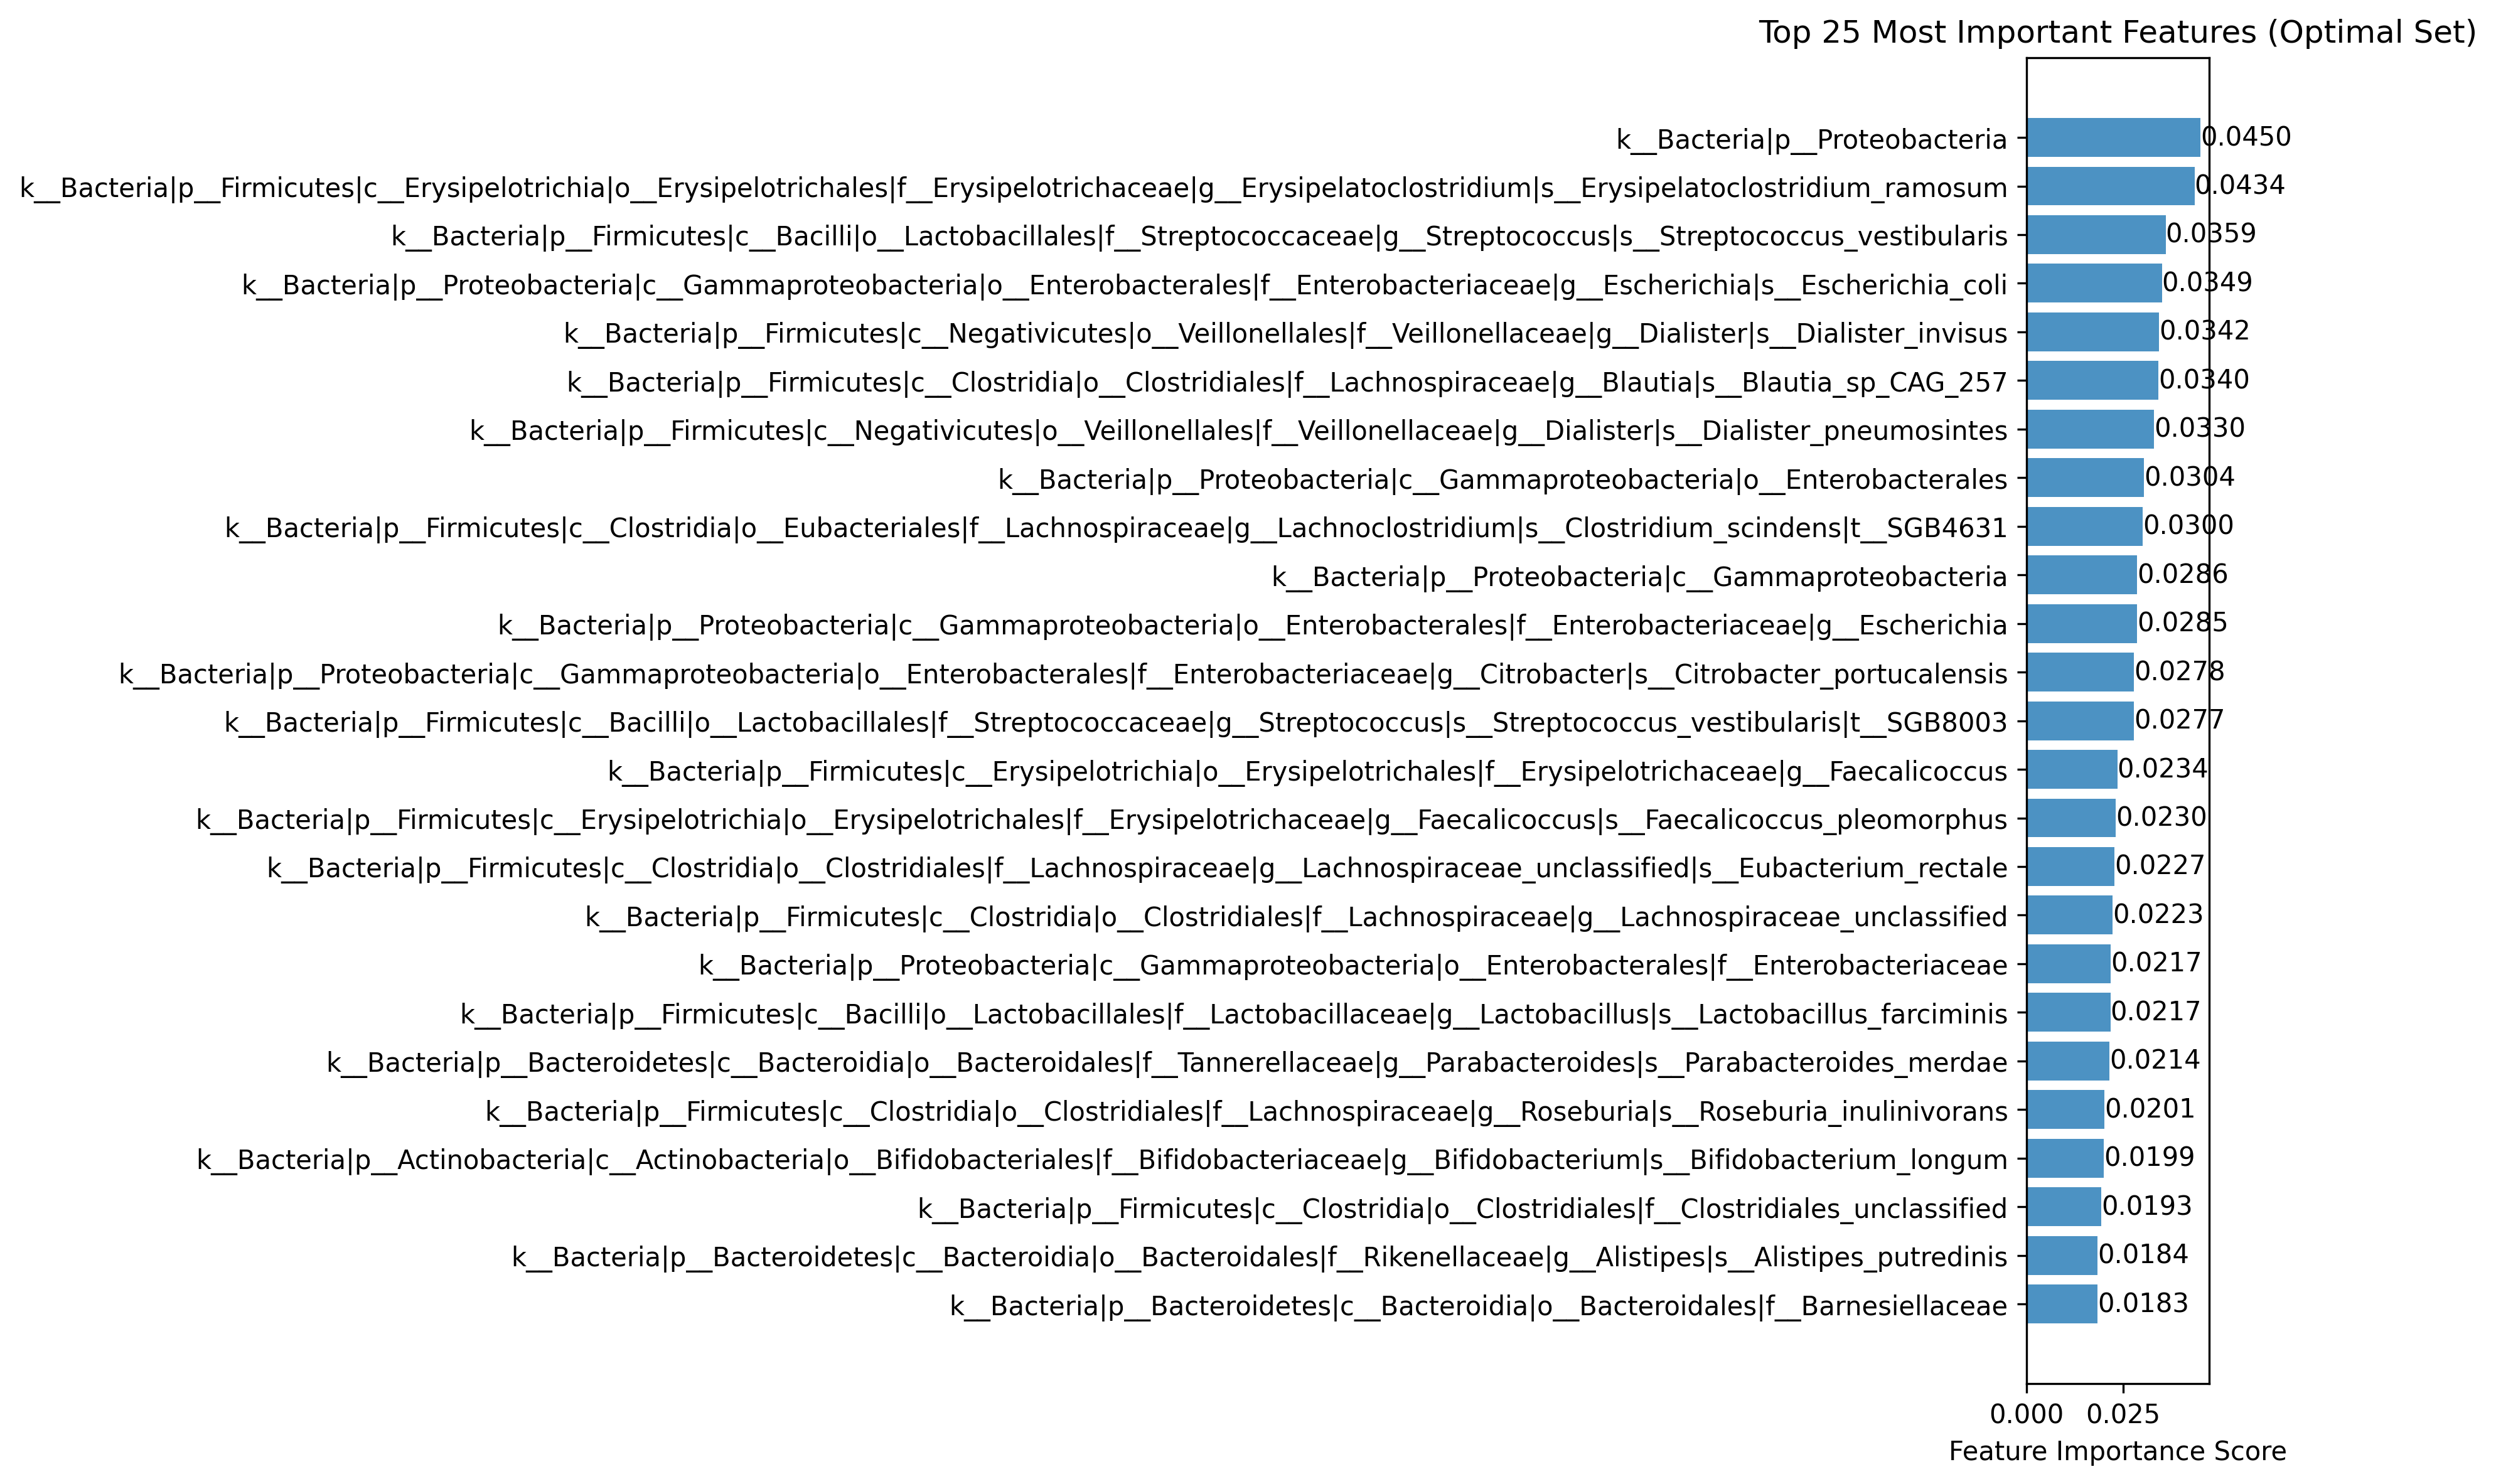 Top 25 Most Important Features (Optimal Set)
k__Bacteria|p__Proteobacteria 0.0450
k__Bacteria|p__Firmicutes|c__Erysipelotrichia|o__Erysipelotrichales|f__Erysipelotrichaceae|g__Erysipelatoclostridium|s__Erysipelatoclostridium_ramosum 0.0434
k__Bacteria|p__Firmicutes|c__Bacilli|o__Lactobacillales|f__Streptococcaceae|g__Streptococcus|s__Streptococcus_vestibularis 0.0359
k__Bacteria|p__Proteobacteria|c__Gammaproteobacteria|o__Enterobacterales|f__Enterobacteriaceae|g__Escherichia|s__Escherichia_coli 0.0349
k__Bacteria|p__Firmicutes|c__Negativicutes|o__Veillonellales|f__Veillonellaceae|g__Dialister|s__Dialister_invisus 0.0342
k__Bacteria|p__Firmicutes|c__Clostridia|o__Clostridiales|f__Lachnospiraceae|g__Blautia|s__Blautia_sp_CAG_257 0.0340
k__Bacteria|p__Firmicutes|c__Negativicutes|o__Veillonellales|f__Veillonellaceae|g__Dialister|s__Dialister_pneumosintes 0.0330
k__Bacteria|p__Proteobacteria|c__Gammaproteobacteria|o__Enterobacterales 0.0304
k__Bacteria|p__Firmicutes|c__Clostridia|o__Eubacteriales|f__Lachnospiraceae|g__Lachnoclostridium|s__Clostridium_scindens|t__SGB4631 0.0300
k__Bacteria|p__Proteobacteria|c__Gammaproteobacteria 0.0286
k__Bacteria|p__Proteobacteria|c__Gammaproteobacteria|o__Enterobacterales|f__Enterobacteriaceae|g__Escherichia 0.0285
k__Bacteria|p__Proteobacteria|c__Gammaproteobacteria|o__Enterobacterales|f__Enterobacteriaceae|g__Citrobacter|s__Citrobacter_portucalensis 0.0278
k__Bacteria|p__Firmicutes|c__Bacilli|o__Lactobacillales|f__Streptococcaceae|g__Streptococcus|s__Streptococcus_vestibularis|t__SGB8003 0.0277
k__Bacteria|p__Firmicutes|c__Erysipelotrichia|o__Erysipelotrichales|f__Erysipelotrichaceae|g__Faecalicoccus 0.0234
k__Bacteria|p__Firmicutes|c__Erysipelotrichia|o__Erysipelotrichales|f__Erysipelotrichaceae|g__Faecalicoccus|s__Faecalicoccus_pleomorphus 0.0230
k__Bacteria|p__Firmicutes|c__Clostridia|o__Clostridiales|f__Lachnospiraceae|g__Lachnospiraceae_unclassified|s__Eubacterium_rectale 0.0227
k__Bacteria|p__Firmicutes|c__Clostridia|o__Clostridiales|f__Lachnospiraceae|g__Lachnospiraceae_unclassified 0.0223
k__Bacteria|p__Proteobacteria|c__Gammaproteobacteria|o__Enterobacterales|f__Enterobacteriaceae 0.0217
k__Bacteria|p__Firmicutes|c__Bacilli|o__Lactobacillales|f__Lactobacillaceae|g__Lactobacillus|s__Lactobacillus_farciminis 0.0217
k__Bacteria|p__Bacteroidetes|c__Bacteroidia|o__Bacteroidales|f__Tannerellaceae|g__Parabacteroides|s__Parabacteroides_merdae 0.0214
k__Bacteria|p__Firmicutes|c__Clostridia|o__Clostridiales|f__Lachnospiraceae|g__Roseburia|s__Roseburia_inulinivorans 0.0201
k__Bacteria|p__Actinobacteria|c__Actinobacteria|o__Bifidobacteriales|f__Bifidobacteriaceae|g__Bifidobacterium|s__Bifidobacterium_longum 0.0199
k__Bacteria|p__Firmicutes|c__Clostridia|o__Clostridiales|f__Clostridiales_unclassified 0.0193
k__Bacteria|p__Bacteroidetes|c__Bacteroidia|o__Bacteroidales|f__Rikenellaceae|g__Alistipes|s__Alistipes_putredinis 0.0184
k__Bacteria|p__Bacteroidetes|c__Bacteroidia|o__Bacteroidales|f__Barnesiellaceae 0.0183
0.000 0.025
Feature Importance Score